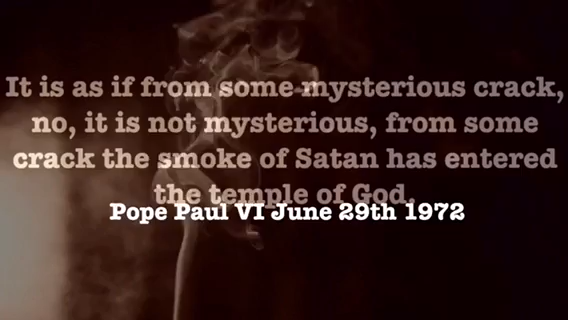 It is as if from some mysterious crack,
no, it is not mysterious, from some
crack the smoke of Satan has entered
the temple of God.
Pope Paul VI June 29th 1972